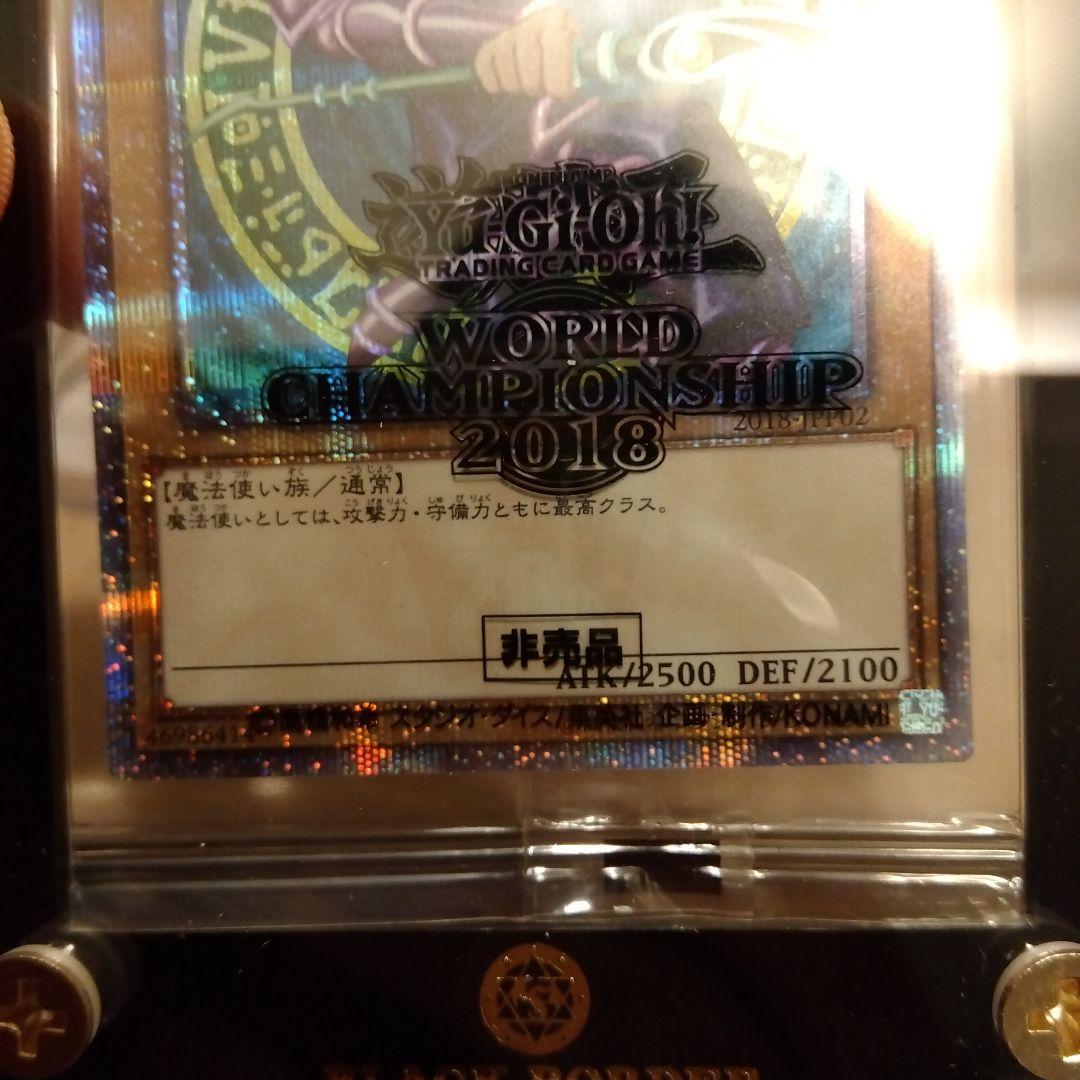 Yu-Gi-Oh!
TRADING CARD GAME
WORLD
CHAMPIONSHIP
2018
2018-JPP02
【魔法使い族／通常】
魔法使いとしては、攻撃力・守備力ともに最高クラス。
非売品
ATK/2500 DEF/2100
スタジオ・ダイス/集英社 企画・制作/KONAMI
BLACK BORDER